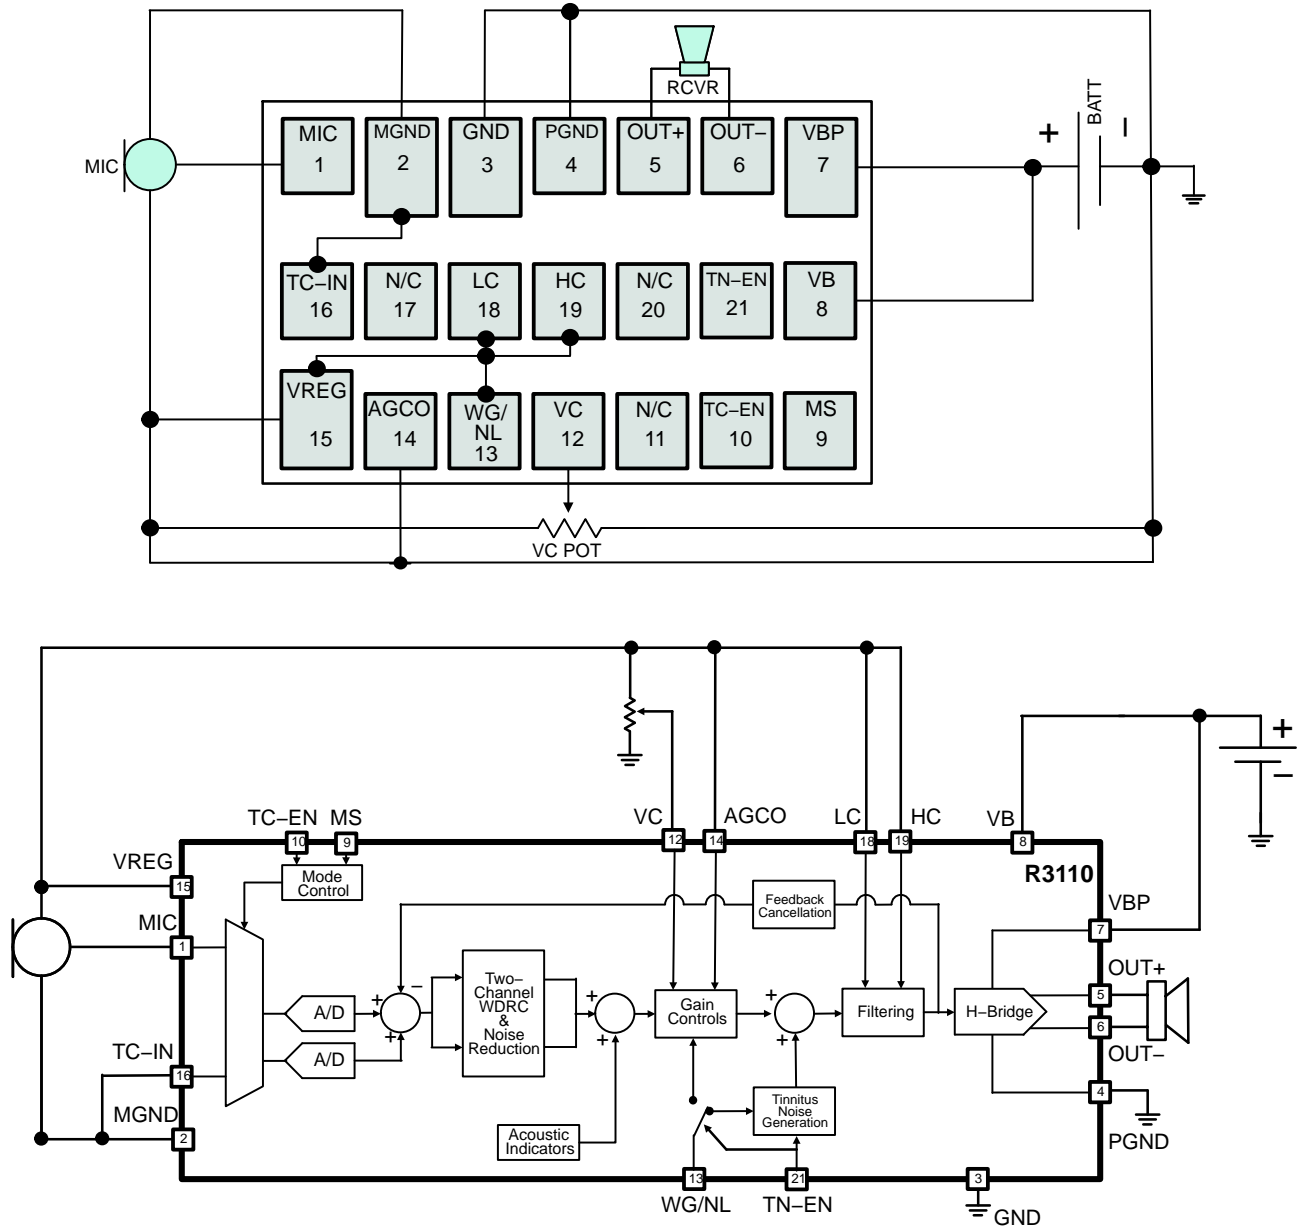 RCVR
BATT
+
–
MIC
MIC
1
MGND
2
GND
3
PGND
4
OUT+
5
OUT–
6
VBP
7
TC–IN
16
N/C
17
LC
18
HC
19
N/C
20
TN–EN
21
VB
8
VREG
15
AGCO
14
WG/
NL
13
VC
12
N/C
11
TC–EN
10
MS
9
VC POT
+
–
TC–EN
MS
VC
AGCO
LC
HC
VB
10
9
12
14
18
19
8
R3110
VREG
15
Mode
Control
Feedback
Cancellation
VBP
7
MIC
1
Two–
Channel
WDRC
&
Noise
Reduction
A/D
A/D
+
–
+
+
+
Gain
Controls
+
+
Filtering
H–Bridge
OUT+
5
6
OUT–
TC–IN
16
MGND
2
4
PGND
Tinnitus
Noise
Generation
Acoustic
Indicators
13
21
3
WG/NL
TN–EN
GND